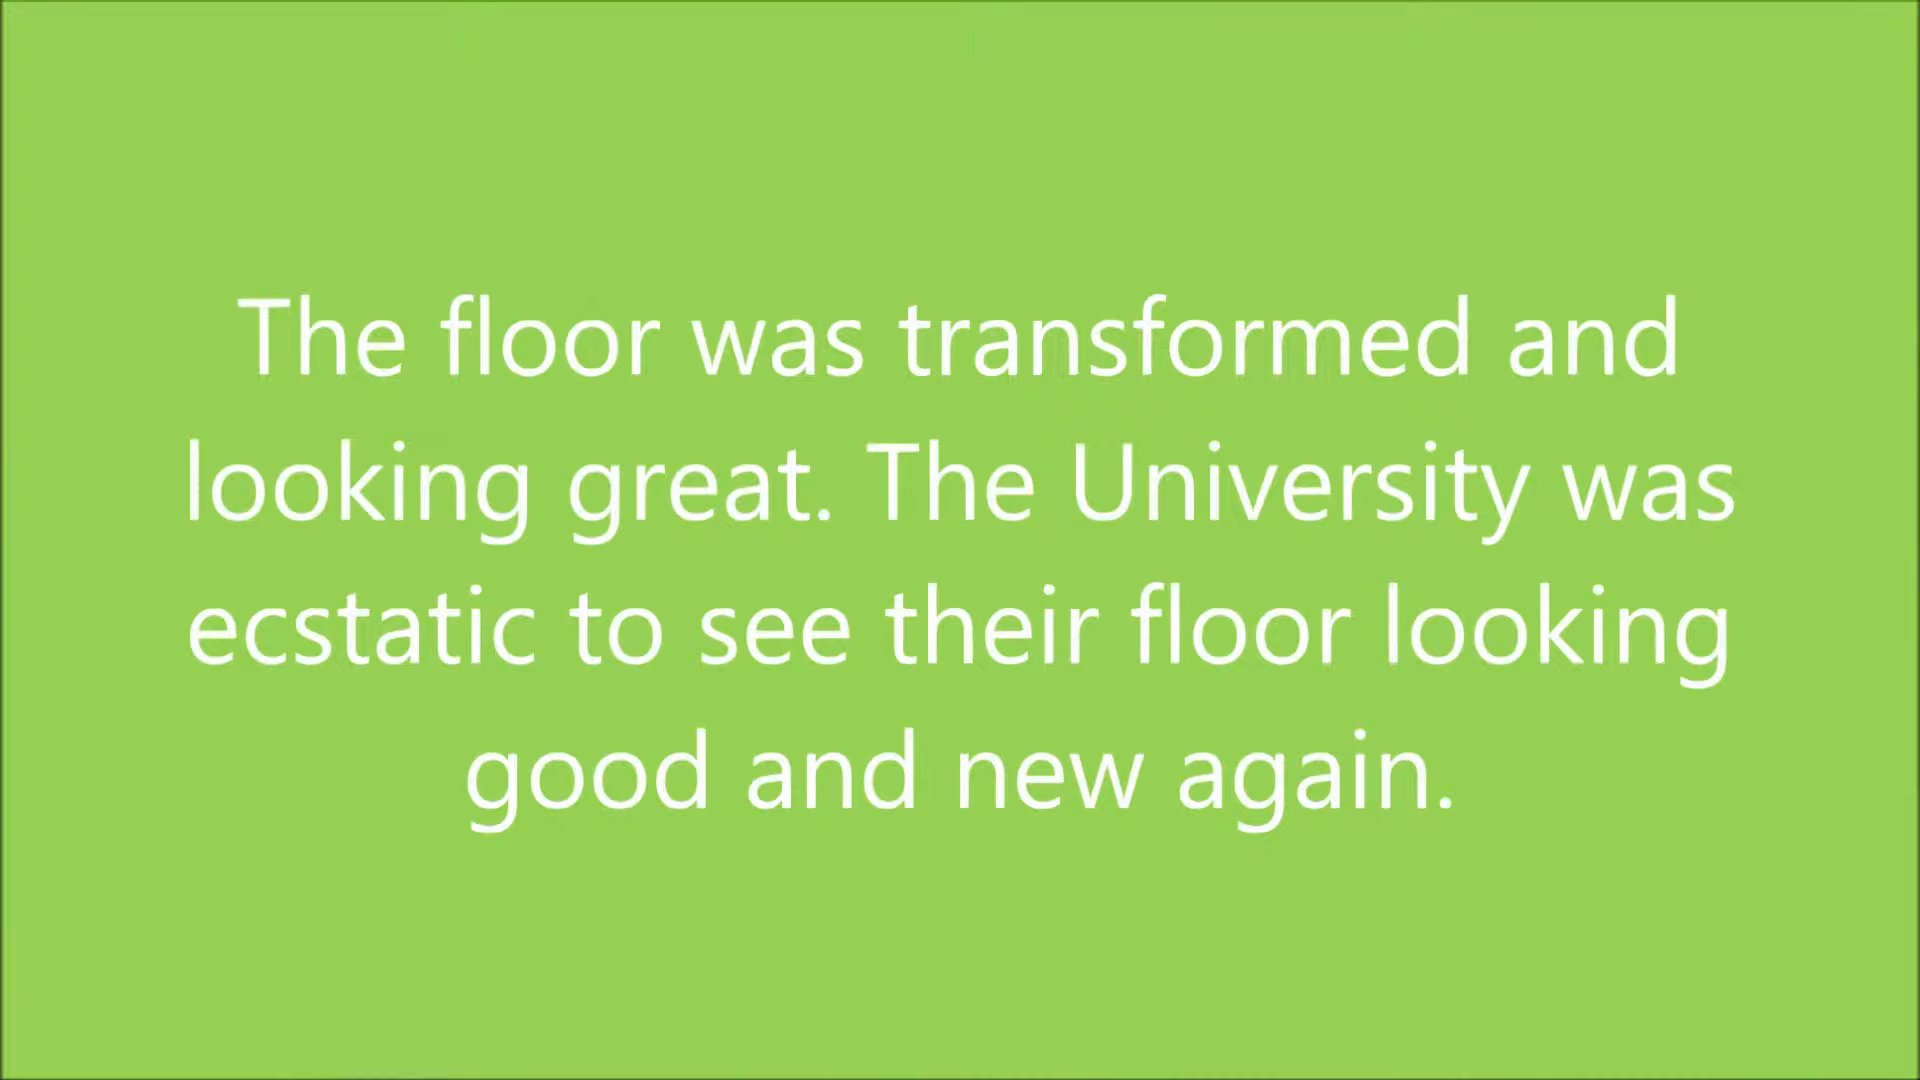 The floor was transformed and
looking great. The University was
ecstatic to see their floor looking
good and new again.